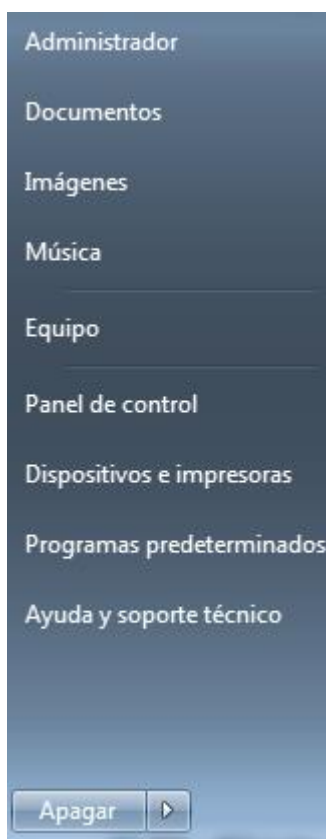 Administrador
Documentos
Imágenes
Música
Equipo
Panel de control
Dispositivos e impresoras
Programas predeterminados
Ayuda y soporte técnico
Apagar